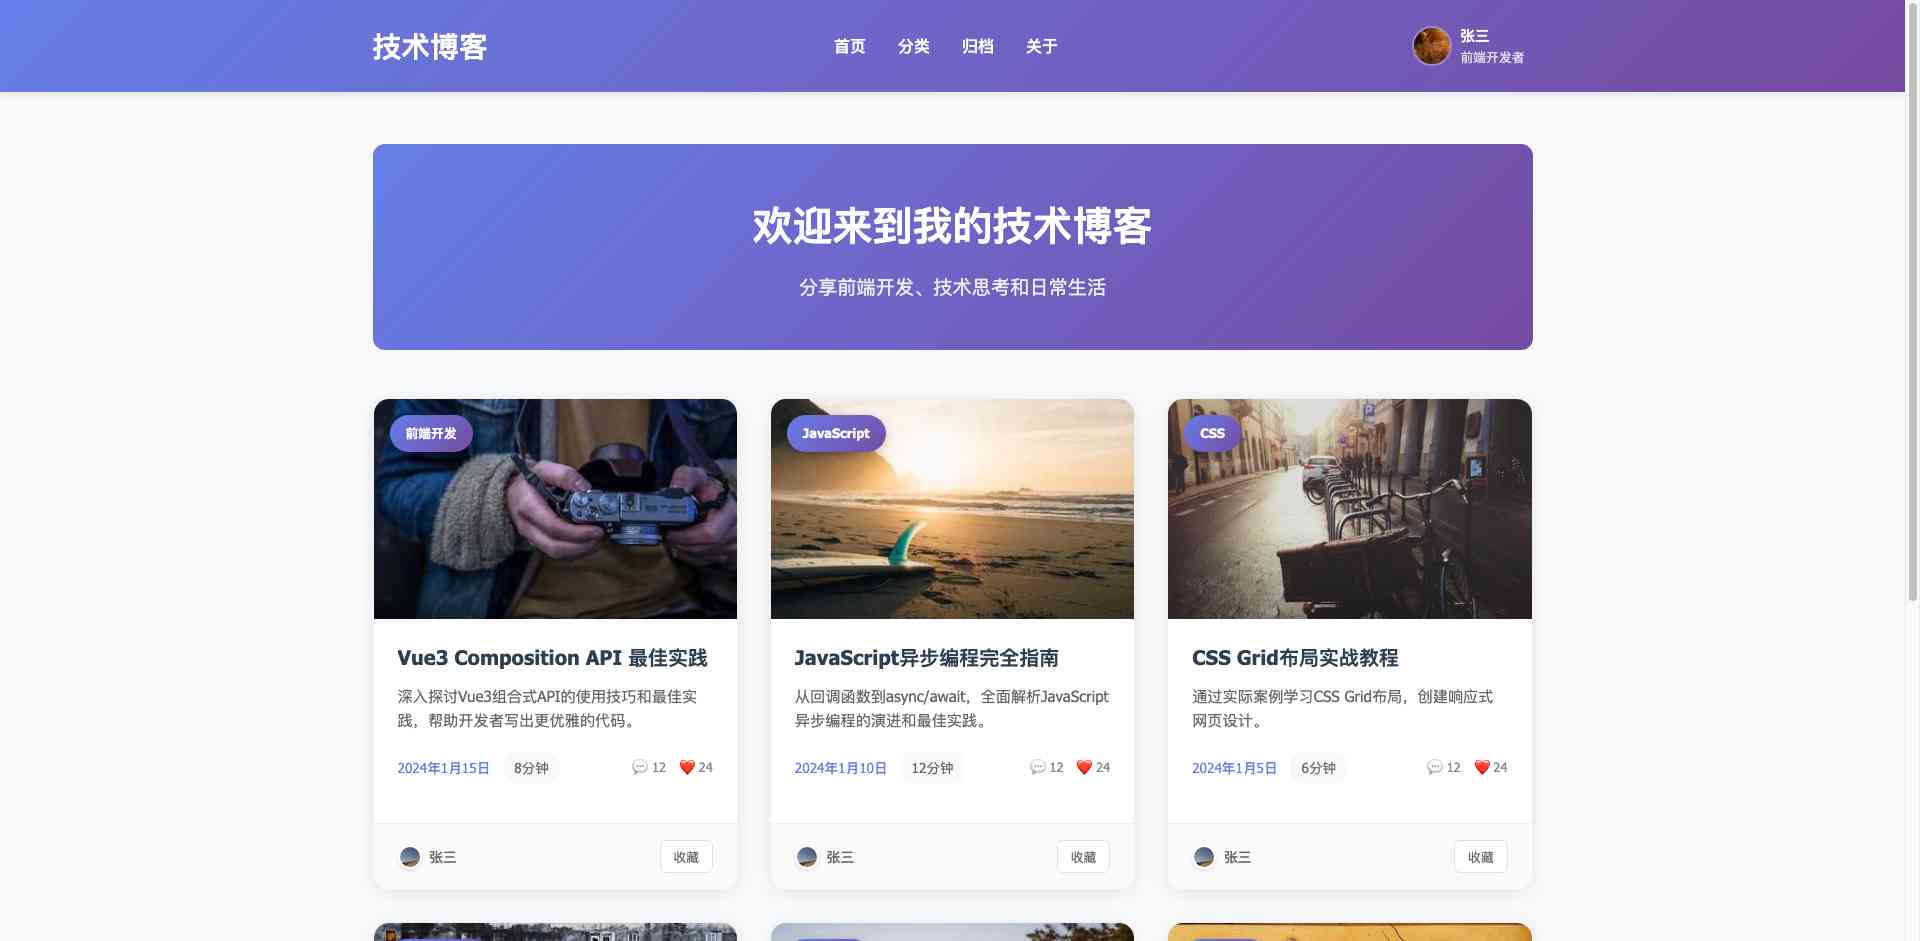 技术博客
首页 分类 归档 关于
张三
前端开发者
欢迎来到我的技术博客
分享前端开发、技术思考和日常生活
前端开发
Vue3 Composition API 最佳实践
深入探讨Vue3组合式API的使用技巧和最佳实
践，帮助开发者写出更优雅的代码。
2024年1月15日 8分钟 💬 12 ❤️ 24
张三 收藏
JavaScript
JavaScript异步编程完全指南
从回调函数到async/await，全面解析JavaScript
异步编程的演进和最佳实践。
2024年1月10日 12分钟 💬 12 ❤️ 24
张三 收藏
CSS
CSS Grid布局实战教程
通过实际案例学习CSS Grid布局，创建响应式
网页设计。
2024年1月5日 6分钟 💬 12 ❤️ 24
张三 收藏